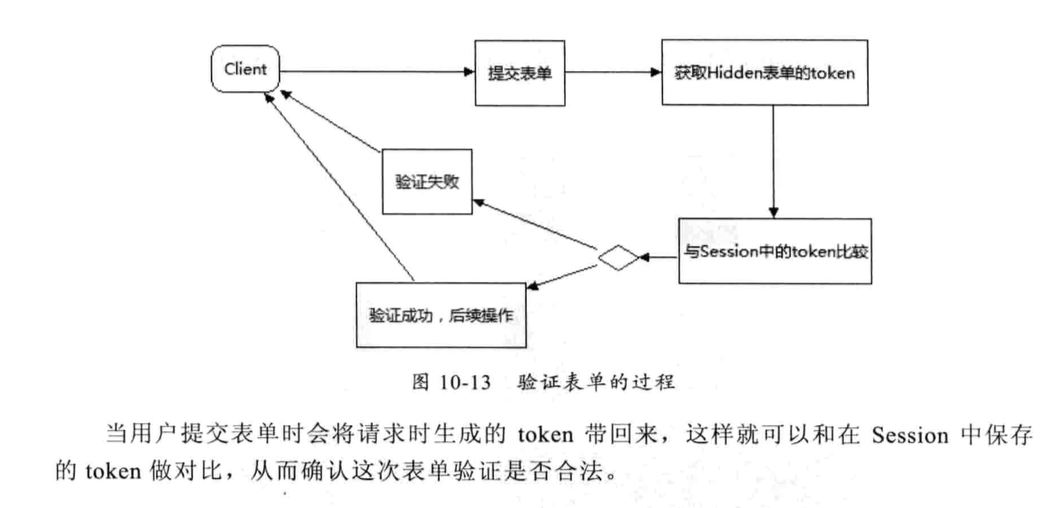 Client
提交表单
获取Hidden表单的token
验证失败
与Session中的token比较
验证成功，后续操作
图 10-13 验证表单的过程
当用户提交表单时会将请求时生成的 token 带回来，这样就可以和在 Session 中保存
的 token 做对比，从而确认这次表单验证是否合法。